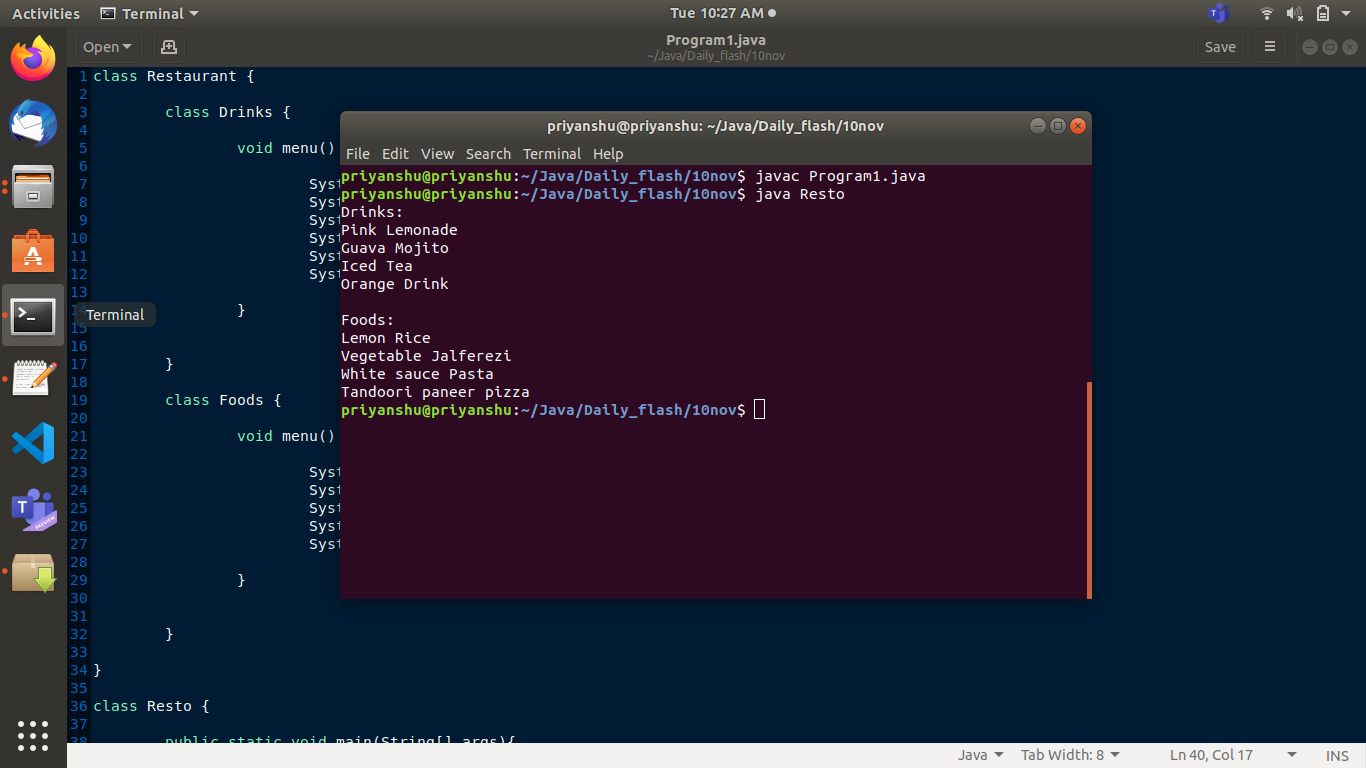 Activities Terminal Tue 10:27 AM
Open Program1.java Save
~/Java/Daily_flash/10nov
1 class Restaurant {
2
3 class Drinks {
4
5 void menu()
6
7 Syst
8 Syst
9 Syst
10 Syst
11 Syst
12 Syst
13
14 }
15
16
17 }
18
19 class Foods {
20
21 void menu()
22
23 Syst
24 Syst
25 Syst
26 Syst
27 Syst
28
29 }
30
31
32 }
33
34 }
35
36 class Resto {
37
38 public static void main(String[] args){
Terminal
priyanshu@priyanshu: ~/Java/Daily_flash/10nov
File Edit View Search Terminal Help
priyanshu@priyanshu:~/Java/Daily_flash/10nov$ javac Program1.java
priyanshu@priyanshu:~/Java/Daily_flash/10nov$ java Resto
Drinks:
Pink Lemonade
Guava Mojito
Iced Tea
Orange Drink

Foods:
Lemon Rice
Vegetable Jalferezi
White sauce Pasta
Tandoori paneer pizza
priyanshu@priyanshu:~/Java/Daily_flash/10nov$
T PREVIEW
Java Tab Width: 8 Ln 40, Col 17 INS